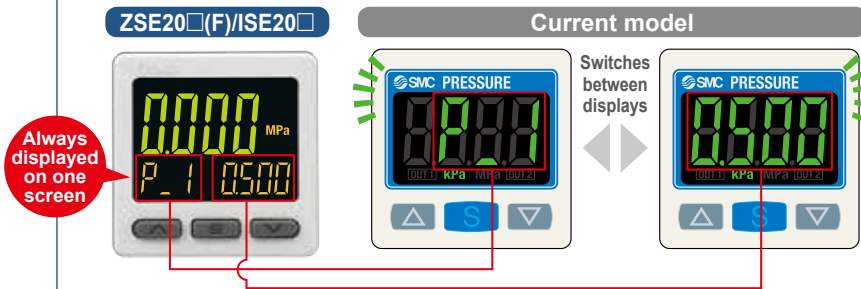 ZSE20□(F)/ISE20□
Current model
Always
displayed
on one
screen
0.000
MPa
P_1 0.500
S
Switches
between
displays
SMC PRESSURE
P_1
OUT1 kPa MPa OUT2
S
SMC PRESSURE
0.500
OUT1 kPa MPa OUT2
S